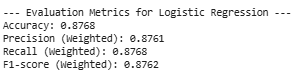 --- Evaluation Metrics for Logistic Regression ---
Accuracy: 0.8768
Precision (Weighted): 0.8761
Recall (Weighted): 0.8768
F1-score (Weighted): 0.8762